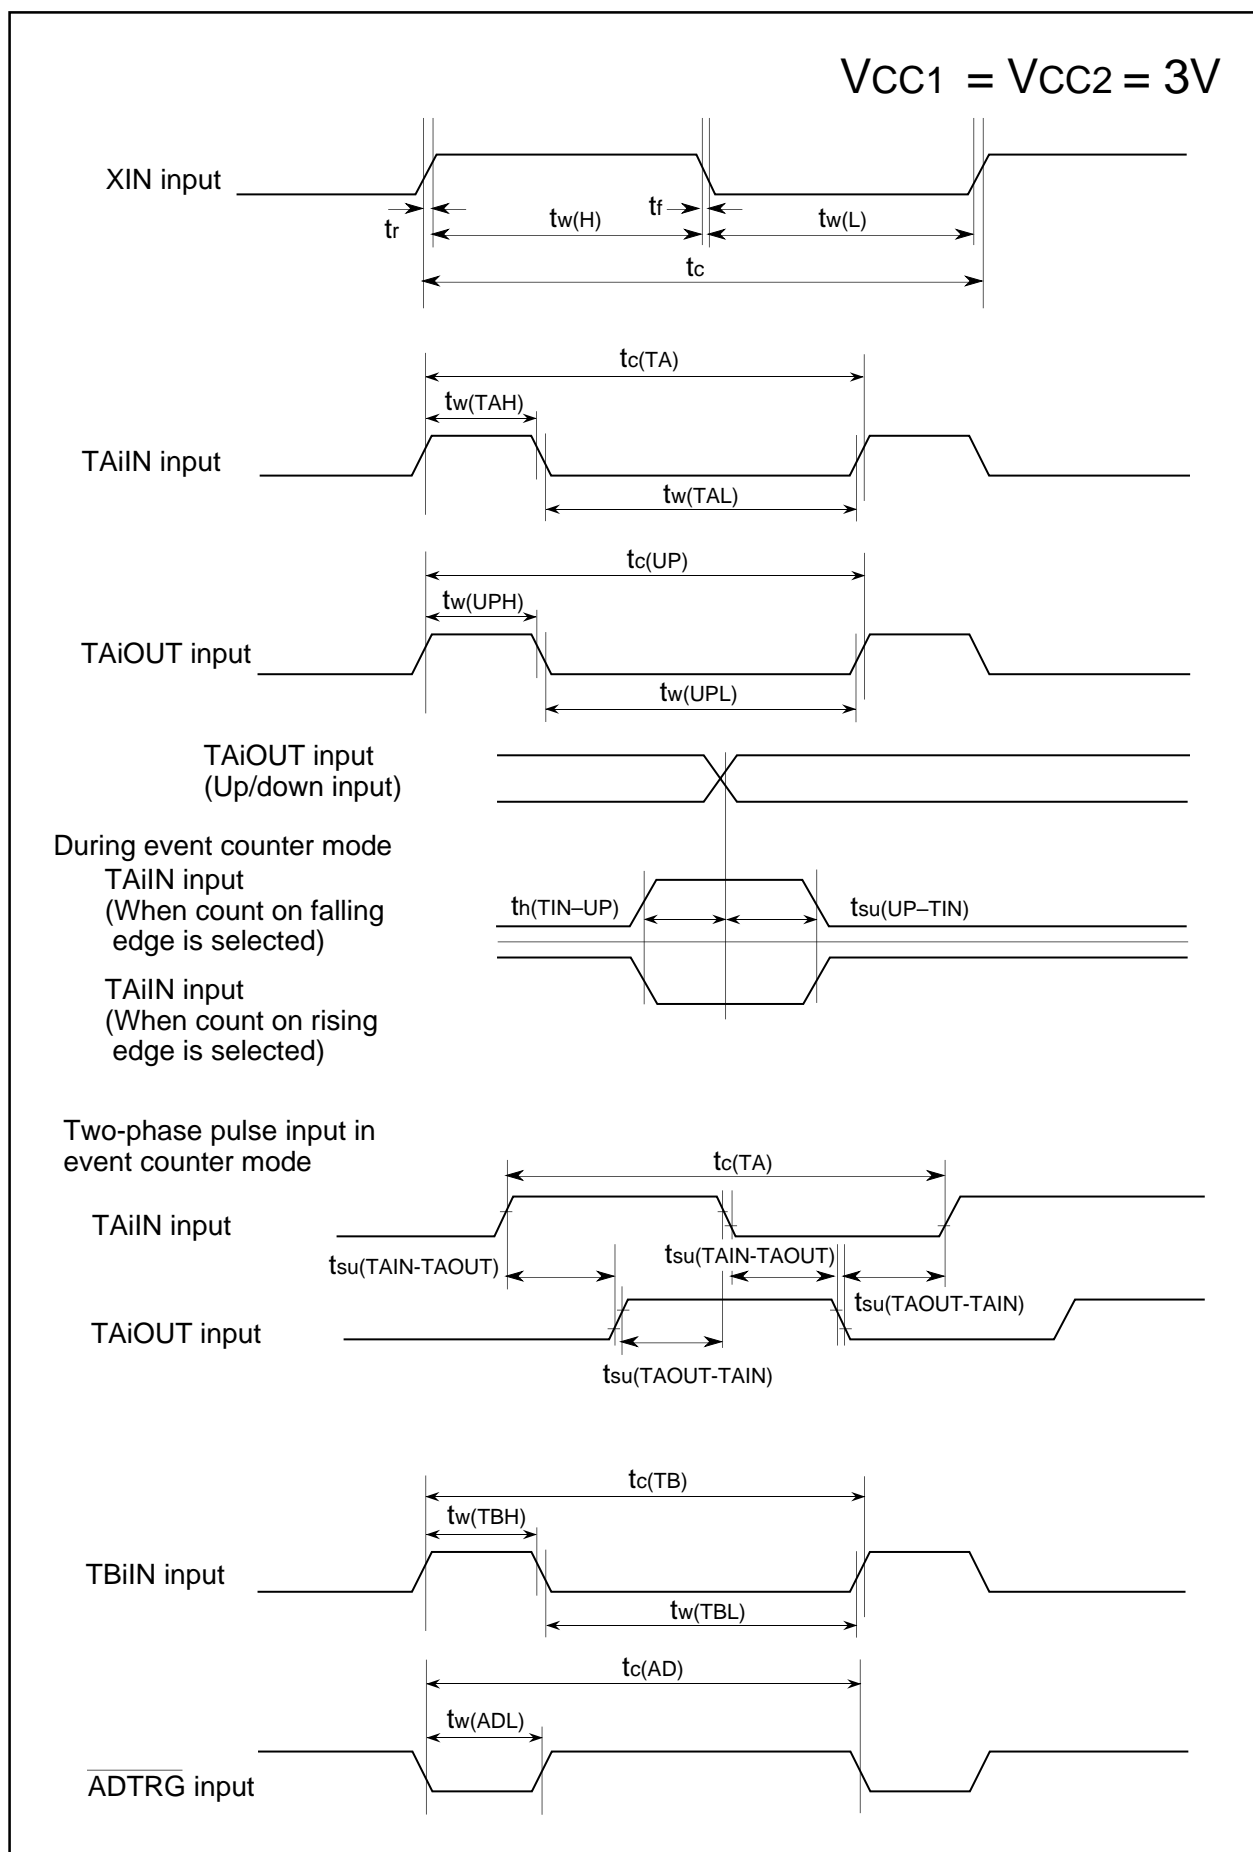 VCC1 = VCC2 = 3V
XIN input
tr
tw(H)
tf
tw(L)
tc
tc(TA)
tw(TAH)
TAiIN input
tw(TAL)
tc(UP)
tw(UPH)
TAiOUT input
tw(UPL)
TAiOUT input
(Up/down input)
During event counter mode
TAiIN input
(When count on falling
edge is selected)
th(TIN–UP)
tsu(UP–TIN)
TAiIN input
(When count on rising
edge is selected)
Two-phase pulse input in
event counter mode
tc(TA)
TAiIN input
tsu(TAIN-TAOUT)
tsu(TAIN-TAOUT)
tsu(TAOUT-TAIN)
TAiOUT input
tsu(TAOUT-TAIN)
tc(TB)
tw(TBH)
TBiIN input
tw(TBL)
tc(AD)
tw(ADL)
ADTRG input